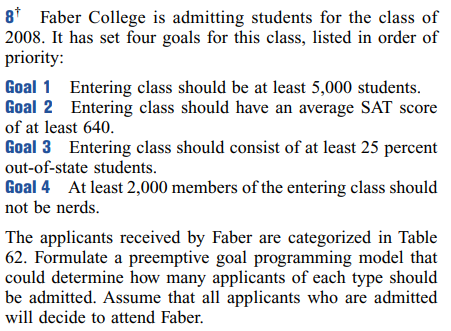 8† Faber College is admitting students for the class of
2008. It has set four goals for this class, listed in order of
priority:
Goal 1 Entering class should be at least 5,000 students.
Goal 2 Entering class should have an average SAT score
of at least 640.
Goal 3 Entering class should consist of at least 25 percent
out-of-state students.
Goal 4 At least 2,000 members of the entering class should
not be nerds.
The applicants received by Faber are categorized in Table
62. Formulate a preemptive goal programming model that
could determine how many applicants of each type should
be admitted. Assume that all applicants who are admitted
will decide to attend Faber.